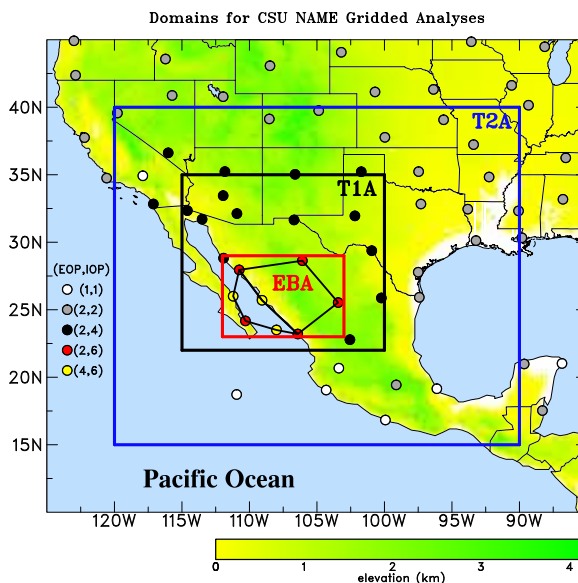 Domains for CSU NAME Gridded Analyses
40N
35N
30N
25N
20N
15N
T2A
T1A
EBA
(EOP,IOP)
(1,1)
(2,2)
(2,4)
(2,6)
(4,6)
Pacific Ocean
120W 115W 110W 105W 100W 95W 90W
0 1 2 3 4
elevation (km)